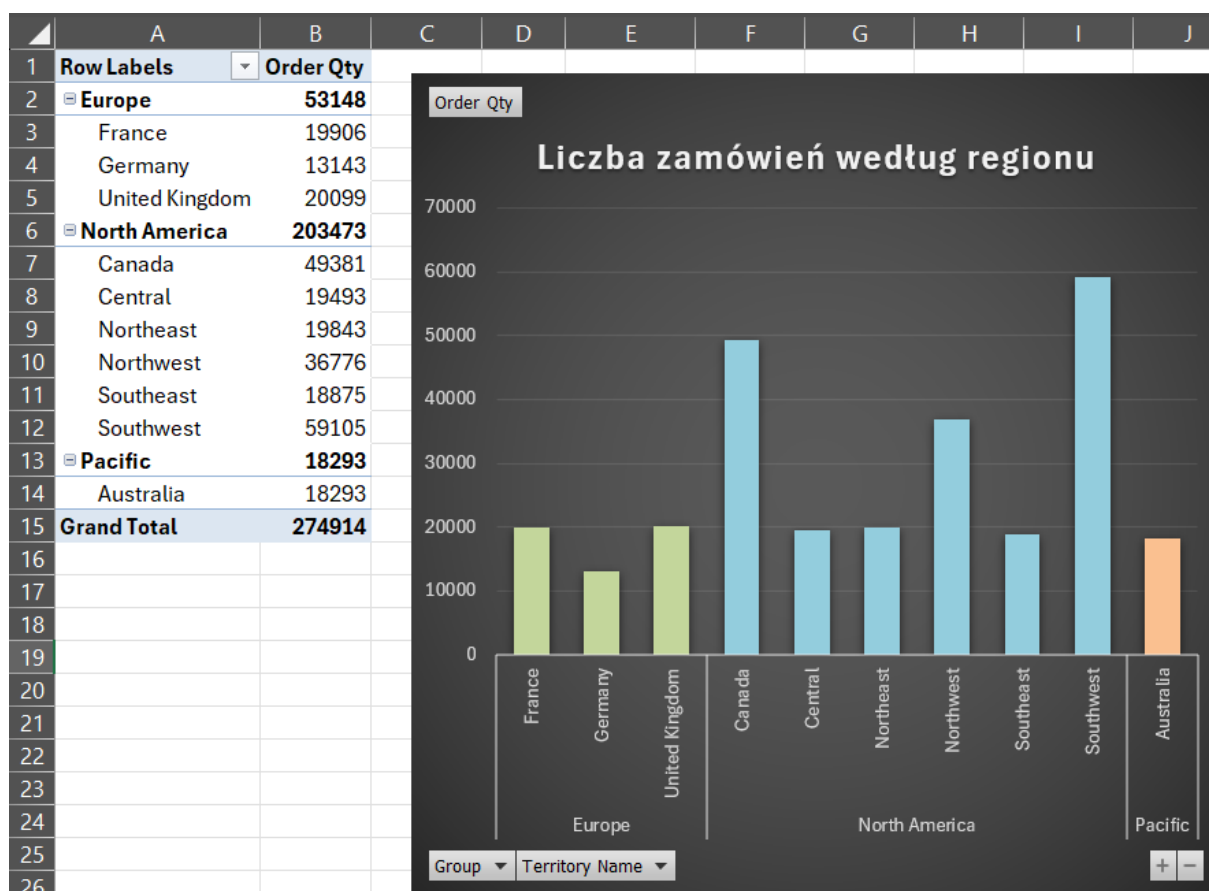 A B C D E F G H I J
1 Row Labels Order Qty
2 Europe 53148
3 France 19906
4 Germany 13143
5 United Kingdom 20099
6 North America 203473
7 Canada 49381
8 Central 19493
9 Northeast 19843
10 Northwest 36776
11 Southeast 18875
12 Southwest 59105
13 Pacific 18293
14 Australia 18293
15 Grand Total 274914
16
17
18
19
20
21
22
23
24
25
26
Order Qty
Liczba zamówień według regionu
70000
60000
50000
40000
30000
20000
10000
0
France Germany United Kingdom Canada Central Northeast Northwest Southeast Southwest Australia
Europe North America Pacific
Group Territory Name + -